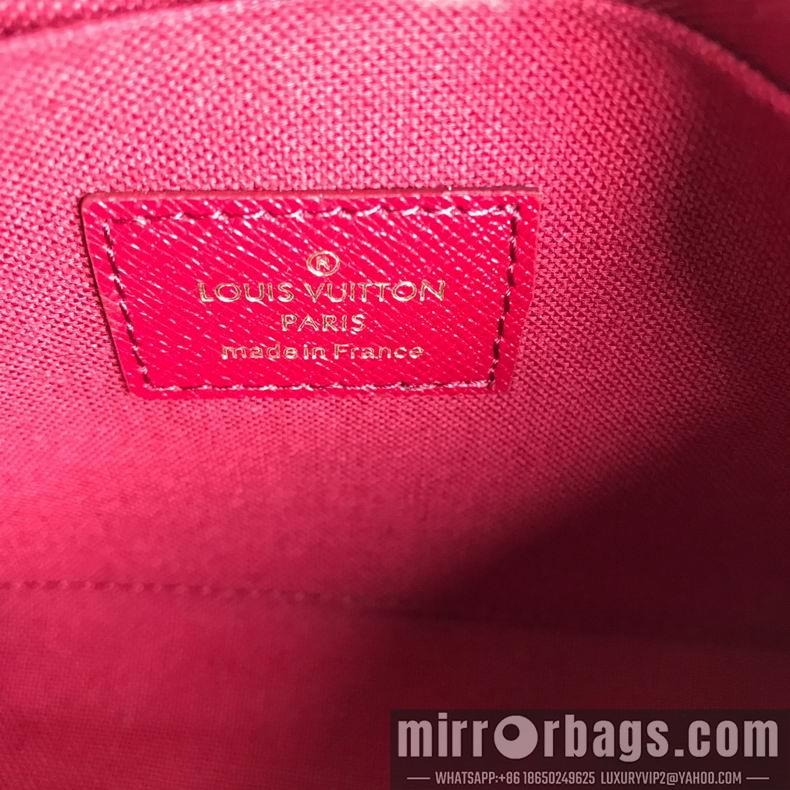 ®
LOUIS VUITTON
PARIS
made in France
mirrorbags.com
WHATSAPP:+86 18650249625 LUXURYVIP2@YAHOO.COM